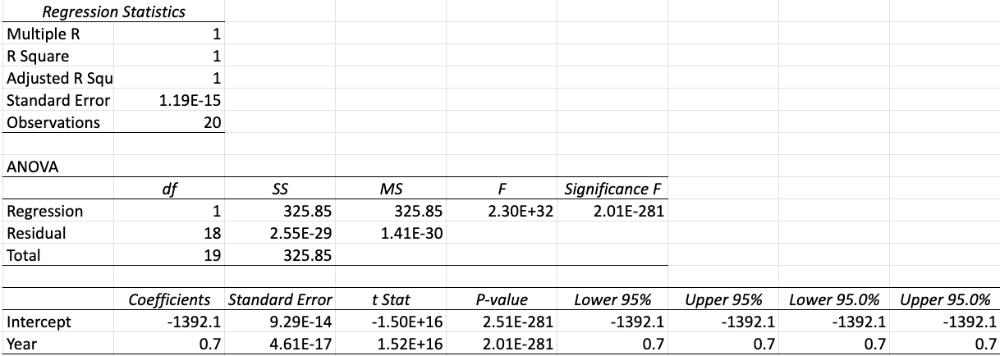 Regression Statistics
Multiple R 1
R Square 1
Adjusted R Squ 1
Standard Error 1.19E-15
Observations 20
ANOVA
df SS MS F Significance F
Regression 1 325.85 325.85 2.30E+32 2.01E-281
Residual 18 2.55E-29 1.41E-30
Total 19 325.85
Coefficients Standard Error t Stat P-value Lower 95% Upper 95% Lower 95.0% Upper 95.0%
Intercept -1392.1 9.29E-14 -1.50E+16 2.51E-281 -1392.1 -1392.1 -1392.1 -1392.1
Year 0.7 4.61E-17 1.52E+16 2.01E-281 0.7 0.7 0.7 0.7